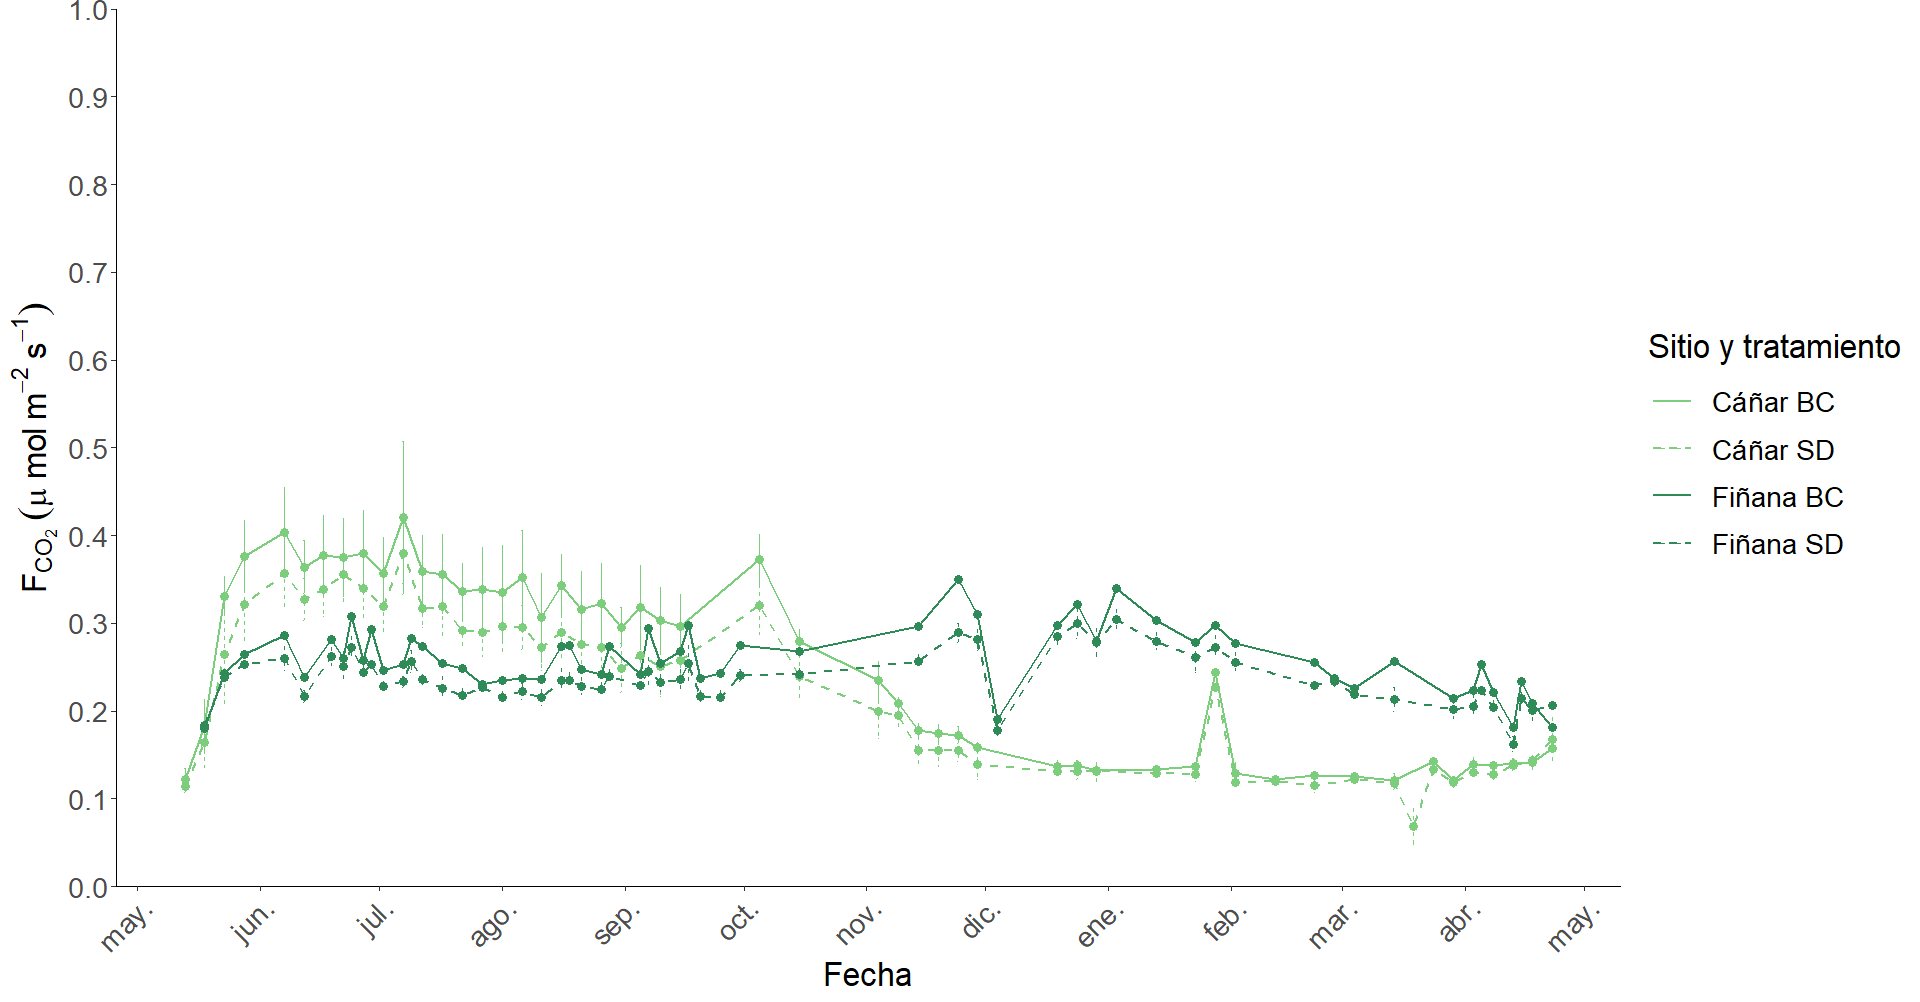 1.0
0.9
0.8
0.7
0.6
0.5
0.4
0.3
0.2
0.1
0.0
F_CO₂ (μ mol m⁻² s⁻¹)
may. jun. jul. ago. sep. oct. nov. dic. ene. feb. mar. abr. may.
Fecha
Sitio y tratamiento
Cáñar BC
Cáñar SD
Fiñana BC
Fiñana SD